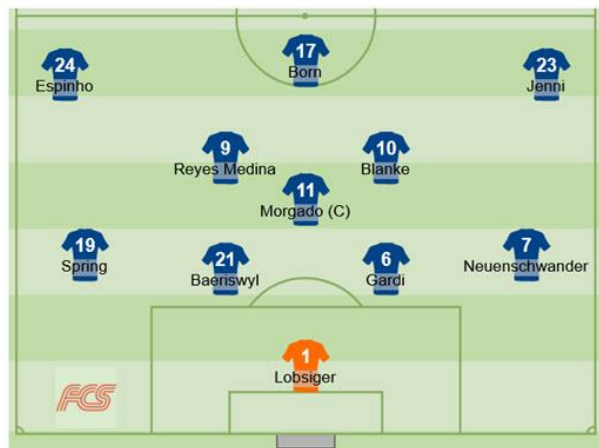 24
Espinho
17
Born
23
Jenni
9
Reyes Medina
10
Blanke
11
Morgado (C)
19
Spring
21
Baeriswyl
6
Gardi
7
Neuenschwander
1
Lobsiger
FCS